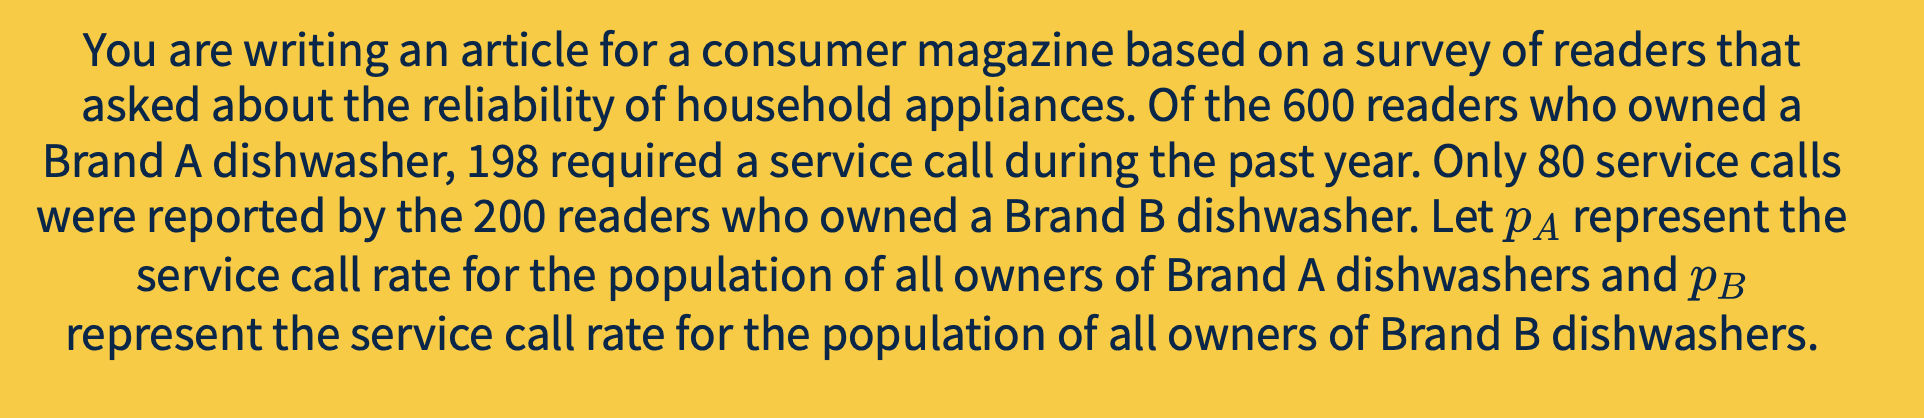 You are writing an article for a consumer magazine based on a survey of readers that
asked about the reliability of household appliances. Of the 600 readers who owned a
Brand A dishwasher, 198 required a service call during the past year. Only 80 service calls
were reported by the 200 readers who owned a Brand B dishwasher. Let p_A represent the
service call rate for the population of all owners of Brand A dishwashers and p_B
represent the service call rate for the population of all owners of Brand B dishwashers.